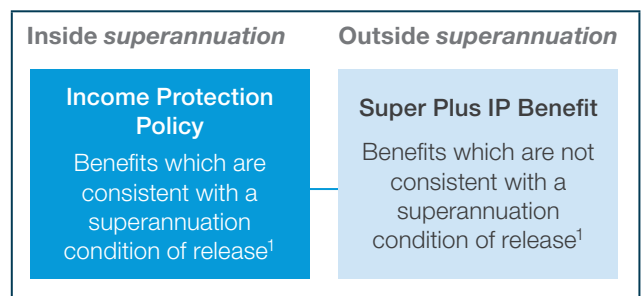 Inside superannuation
Outside superannuation
Income Protection
Policy
Benefits which are
consistent with a
superannuation
condition of release¹
Super Plus IP Benefit
Benefits which are not
consistent with a
superannuation
condition of release¹